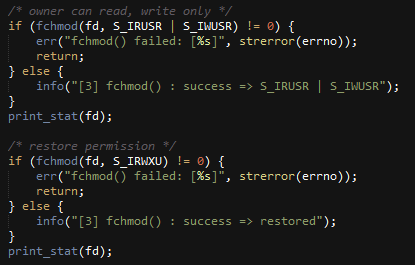 /* owner can read, write only */
if (fchmod(fd, S_IRUSR | S_IWUSR) != 0) {
    err("fchmod() failed: [%s]", strerror(errno));
    return;
} else {
    info("[3] fchmod() : success => S_IRUSR | S_IWUSR");
}
print_stat(fd);

/* restore permission */
if (fchmod(fd, S_IRWXU) != 0) {
    err("fchmod() failed: [%s]", strerror(errno));
    return;
} else {
    info("[3] fchmod() : success => restored");
}
print_stat(fd);